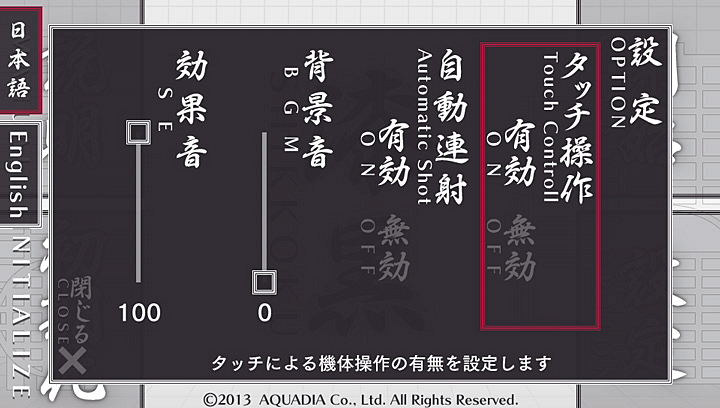 設定
OPTION
タッチ操作
Touch Controll
有効
ON
無効
OFF
自動連射
Automatic Shot
有効
ON
無効
OFF
背景音
BGM
0
効果音
SE
100
閉じる
CLOSE
タッチによる機体操作の有無を設定します
日本語
English
NITIALIZE
©2013 AQUADIA Co., Ltd. All Rights Reserved.